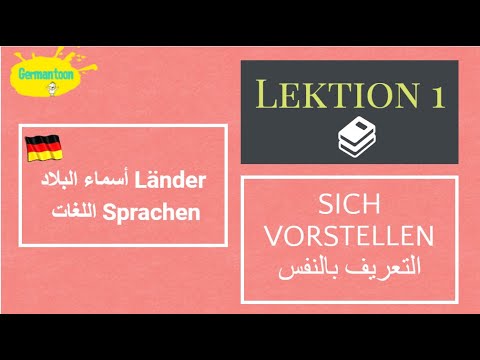 Germantoon
LEKTION 1
أسماء البلاد Länder
اللغات Sprachen
SICH
VORSTELLEN
التعريف بالنفس